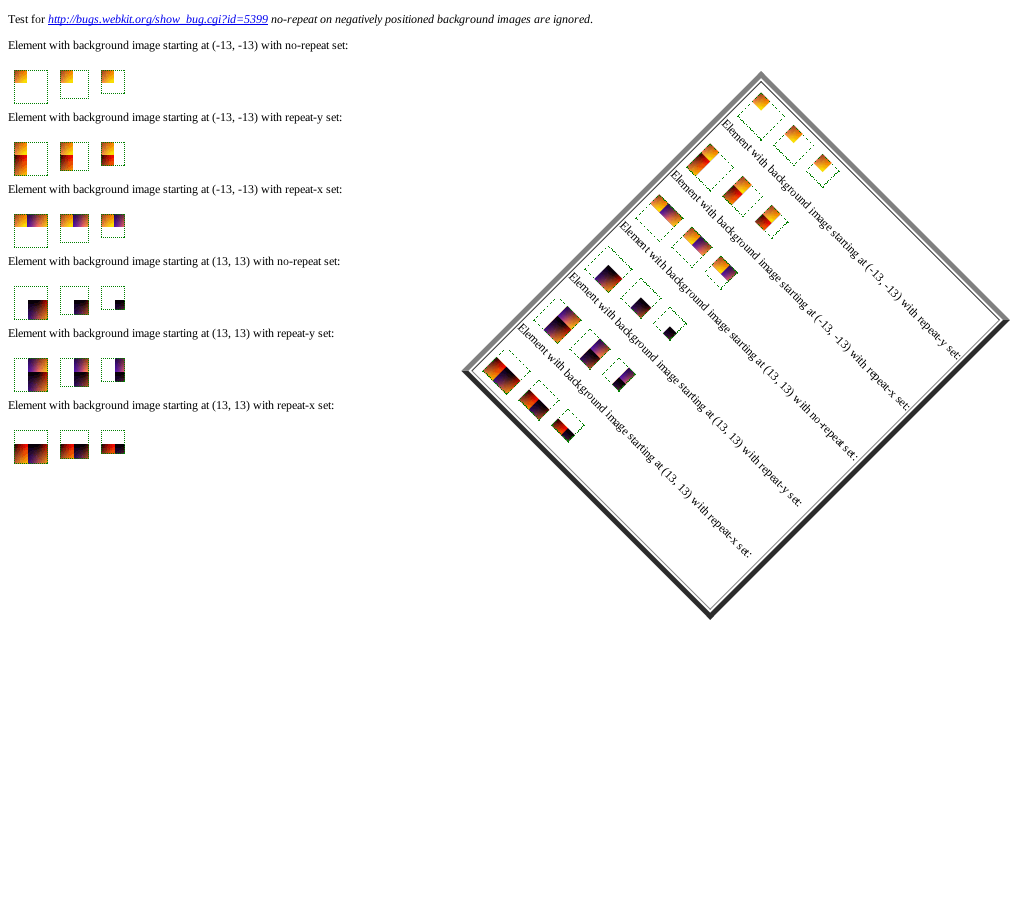 Test for http://bugs.webkit.org/show_bug.cgi?id=5399 no-repeat on negatively positioned background images are ignored.
Element with background image starting at (-13, -13) with no-repeat set:
Element with background image starting at (-13, -13) with repeat-y set:
Element with background image starting at (-13, -13) with repeat-x set:
Element with background image starting at (13, 13) with no-repeat set:
Element with background image starting at (13, 13) with repeat-y set:
Element with background image starting at (13, 13) with repeat-x set:
Element with background image starting at (-13, -13) with repeat-y set:
Element with background image starting at (-13, -13) with repeat-x set:
Element with background image starting at (13, 13) with no-repeat set:
Element with background image starting at (13, 13) with repeat-y set:
Element with background image starting at (13, 13) with repeat-x set: